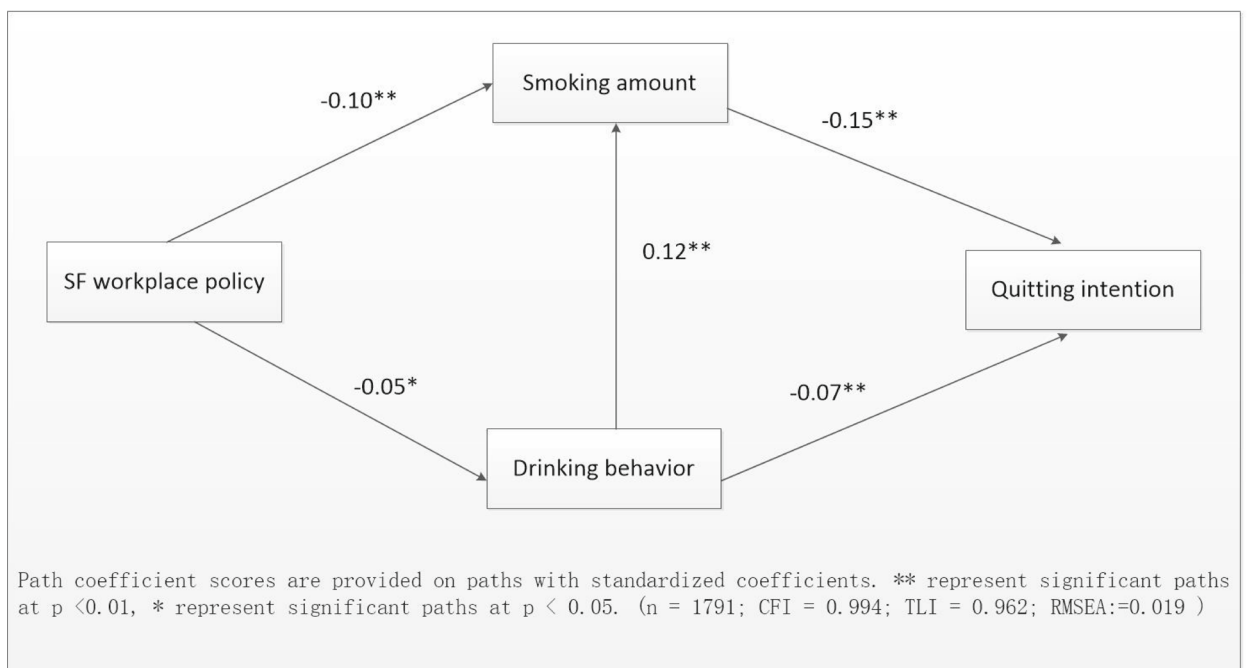 Smoking amount
-0.10**
-0.15**
SF workplace policy
0.12**
Quitting intention
-0.05*
-0.07**
Drinking behavior
Path coefficient scores are provided on paths with standardized coefficients. ** represent significant paths
at p <0.01, * represent significant paths at p < 0.05. (n = 1791; CFI = 0.994; TLI = 0.962; RMSEA:=0.019 )